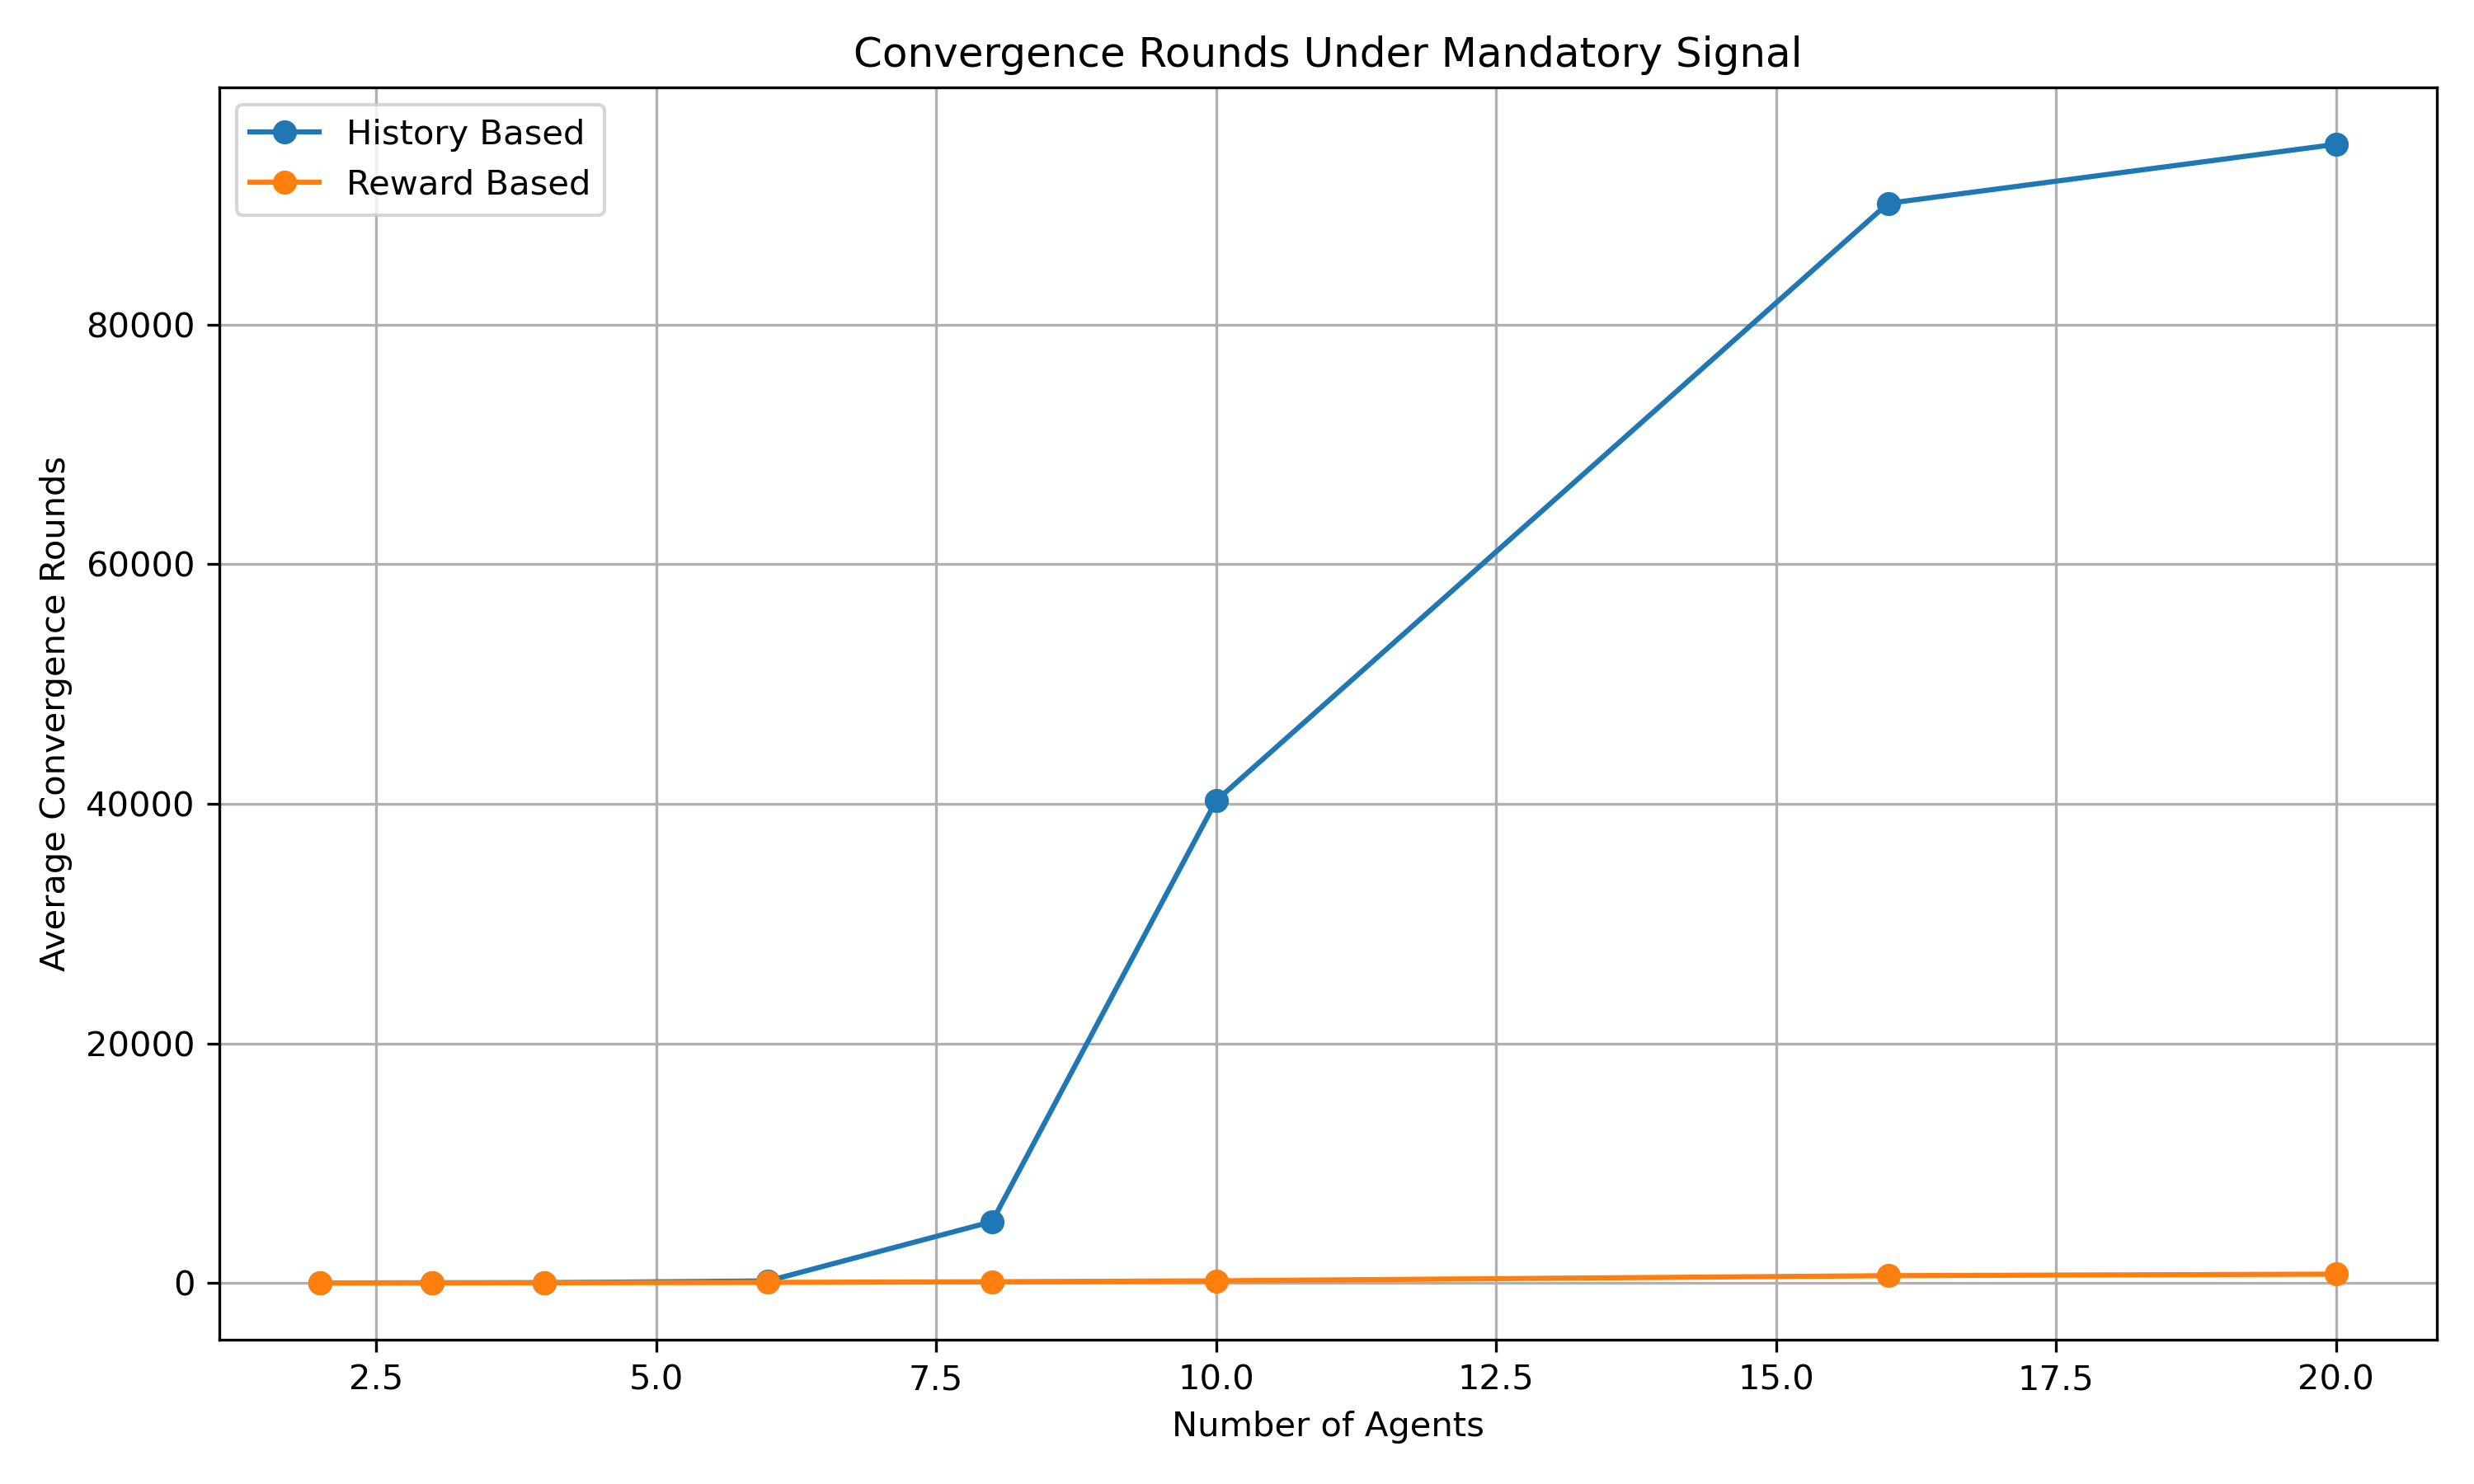 Convergence Rounds Under Mandatory Signal
History Based
Reward Based
Average Convergence Rounds
80000
60000
40000
20000
0
2.5 5.0 7.5 10.0 12.5 15.0 17.5 20.0
Number of Agents